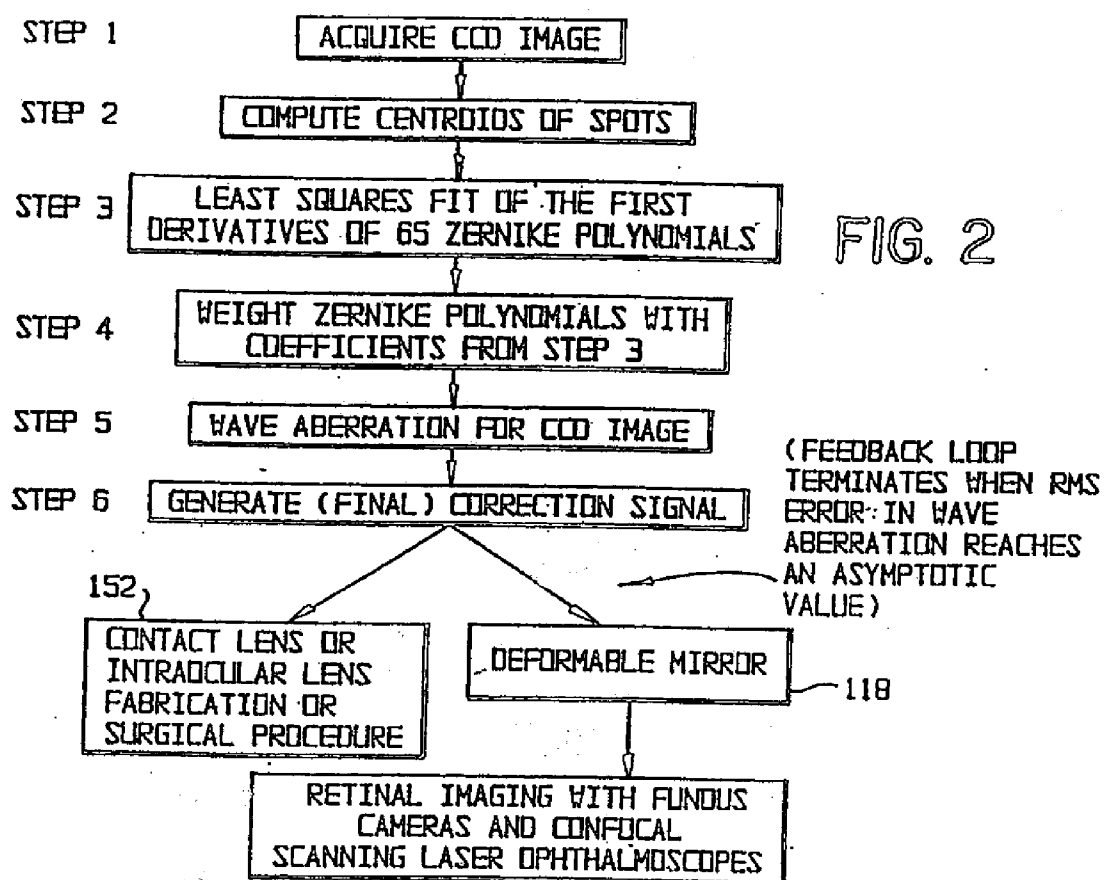 STEP 1
ACQUIRE CCD IMAGE
STEP 2
COMPUTE CENTROIDS OF SPOTS
STEP 3
LEAST SQUARES FIT OF THE FIRST
DERIVATIVES OF 65 ZERNIKE POLYNOMIALS
FIG. 2
STEP 4
WEIGHT ZERNIKE POLYNOMIALS WITH
COEFFICIENTS FROM STEP 3
STEP 5
WAVE ABERRATION FOR CCD IMAGE
STEP 6
GENERATE (FINAL) CORRECTION SIGNAL
(FEEDBACK LOOP
TERMINATES WHEN RMS
ERROR IN WAVE
ABERRATION REACHES
AN ASYMPTOTIC
VALUE)
152
CONTACT LENS OR
INTRAOCULAR LENS
FABRICATION OR
SURGICAL PROCEDURE
DEFORMABLE MIRROR
118
RETINAL IMAGING WITH FUNDUS
CAMERAS AND CONFOCAL
SCANNING LASER OPHTHALMOSCOPES